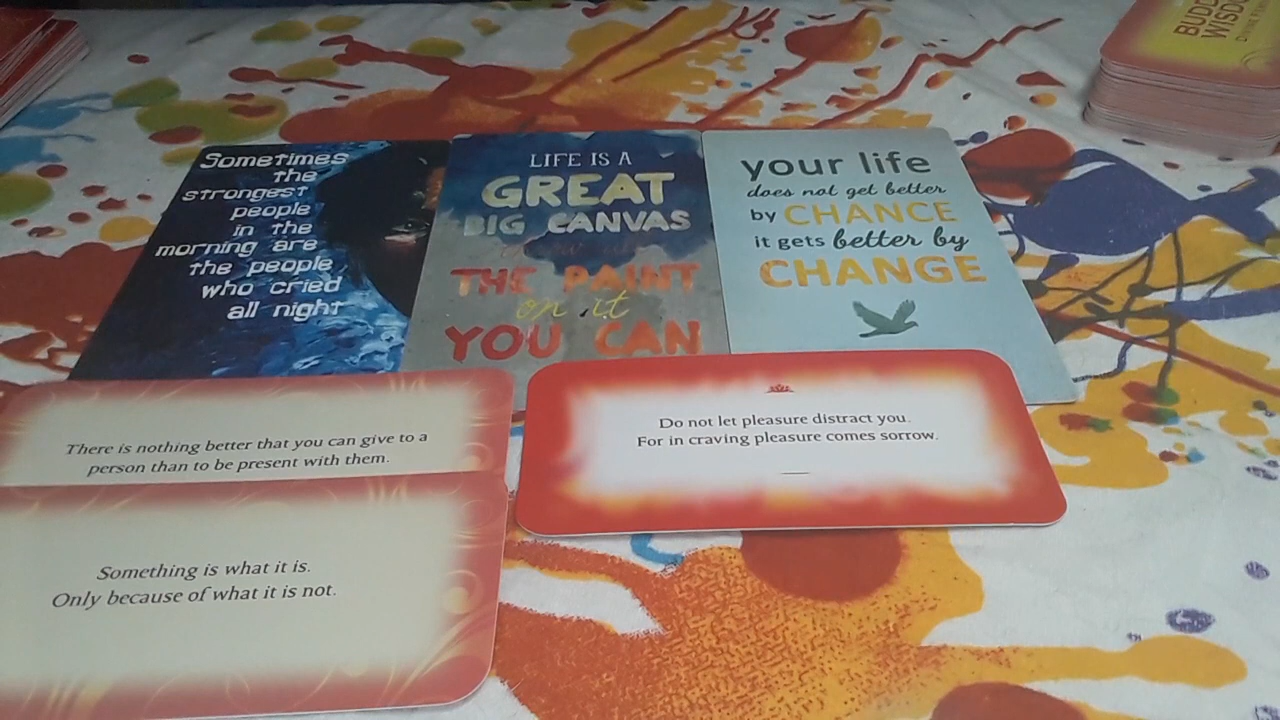 BUDD
WISDO
DIVINE
Sometimes
the
strongest
people
in the
morning are
the people
who cried
all night
LIFE IS A
GREAT
BIG CANVAS
THE PAINT
on it
YOU CAN
your life
does not get better
by CHANCE
it gets better by
CHANGE
There is nothing better that you can give to a
person than to be present with them.
Do not let pleasure distract you.
For in craving pleasure comes sorrow.
Something is what it is.
Only because of what it is not.